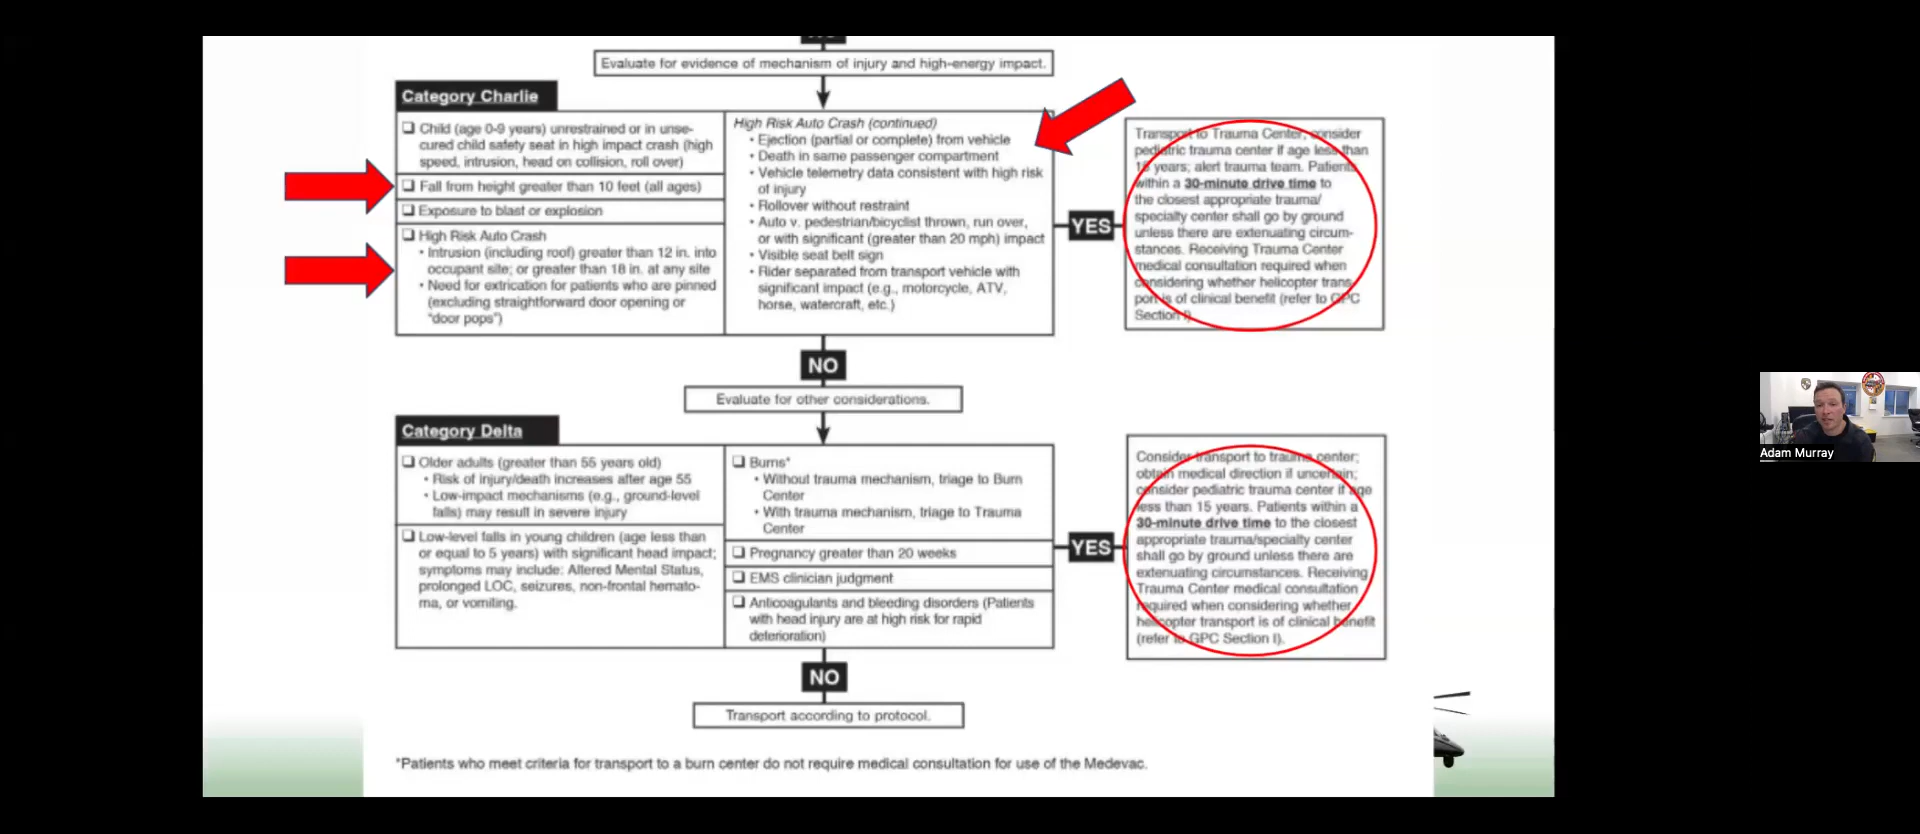 Evaluate for evidence of mechanism of injury and high-energy impact.
Category Charlie
❑ Child (age 0-9 years) unrestrained or in unse-
cured child safety seat in high impact crash (high
speed, intrusion, head on collision, roll over)
❑ Fall from height greater than 10 feet (all ages)
❑ Exposure to blast or explosion
❑ High Risk Auto Crash
• Intrusion (including roof) greater than 12 in. into
occupant site; or greater than 18 in. at any site
• Need for extrication for patients who are pinned
(excluding straightforward door opening or
"door pops")
High Risk Auto Crash (continued)
• Ejection (partial or complete) from vehicle
• Death in same passenger compartment
• Vehicle telemetry data consistent with high risk
of injury
• Rollover without restraint
• Auto v. pedestrian/bicyclist thrown, run over,
or with significant (greater than 20 mph) impact
• Visible seat belt sign
• Rider separated from transport vehicle with
significant impact (e.g., motorcycle, ATV,
horse, watercraft, etc.)
YES
Transport to Trauma Center; consider
pediatric trauma center if age less than
15 years; alert trauma team. Patients
within a 30-minute drive time to
the closest appropriate trauma/
specialty center shall go by ground
unless there are extenuating circum-
stances. Receiving Trauma Center
medical consultation required when
considering whether helicopter trans-
port is of clinical benefit (refer to GPC
Section I).
NO
Evaluate for other considerations.
Category Delta
❑ Older adults (greater than 55 years old)
• Risk of injury/death increases after age 55
• Low-impact mechanisms (e.g., ground-level
falls) may result in severe injury
❑ Low-level falls in young children (age less than
or equal to 5 years) with significant head impact;
symptoms may include: Altered Mental Status,
prolonged LOC, seizures, non-frontal hemato-
ma, or vomiting.
❑ Burns*
• Without trauma mechanism, triage to Burn
Center
• With trauma mechanism, triage to Trauma
Center
❑ Pregnancy greater than 20 weeks
❑ EMS clinician judgment
❑ Anticoagulants and bleeding disorders (Patients
with head injury are at high risk for rapid
deterioration)
YES
Consider transport to trauma center;
obtain medical direction if uncertain;
consider pediatric trauma center if age
less than 15 years. Patients within a
30-minute drive time to the closest
appropriate trauma/specialty center
shall go by ground unless there are
extenuating circumstances. Receiving
Trauma Center medical consultation
required when considering whether
helicopter transport is of clinical benefit
(refer to GPC Section I).
NO
Transport according to protocol.
*Patients who meet criteria for transport to a burn center do not require medical consultation for use of the Medevac.
Adam Murray